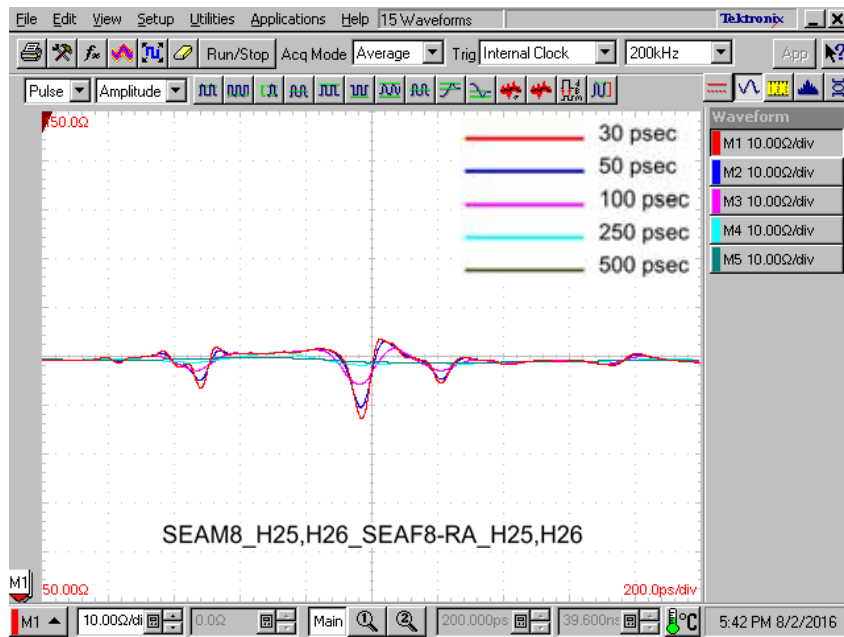 File Edit View Setup Utilities Applications Help 15 Waveforms Tektronix
Run/Stop Acq Mode Average Trig Internal Clock 200kHz App
Pulse Amplitude
50.0Ω
30 psec
50 psec
100 psec
250 psec
500 psec
Waveform
M1 10.00Ω/div
M2 10.00Ω/div
M3 10.00Ω/div
M4 10.00Ω/div
M5 10.00Ω/div
SEAM8_H25,H26_SEAF8-RA_H25,H26
M1
50.00Ω 200.0ps/div
M1 10.00Ω/di 0.0Ω Main 1 2 200.000ps 39.600ns °C 5:42 PM 8/2/2016